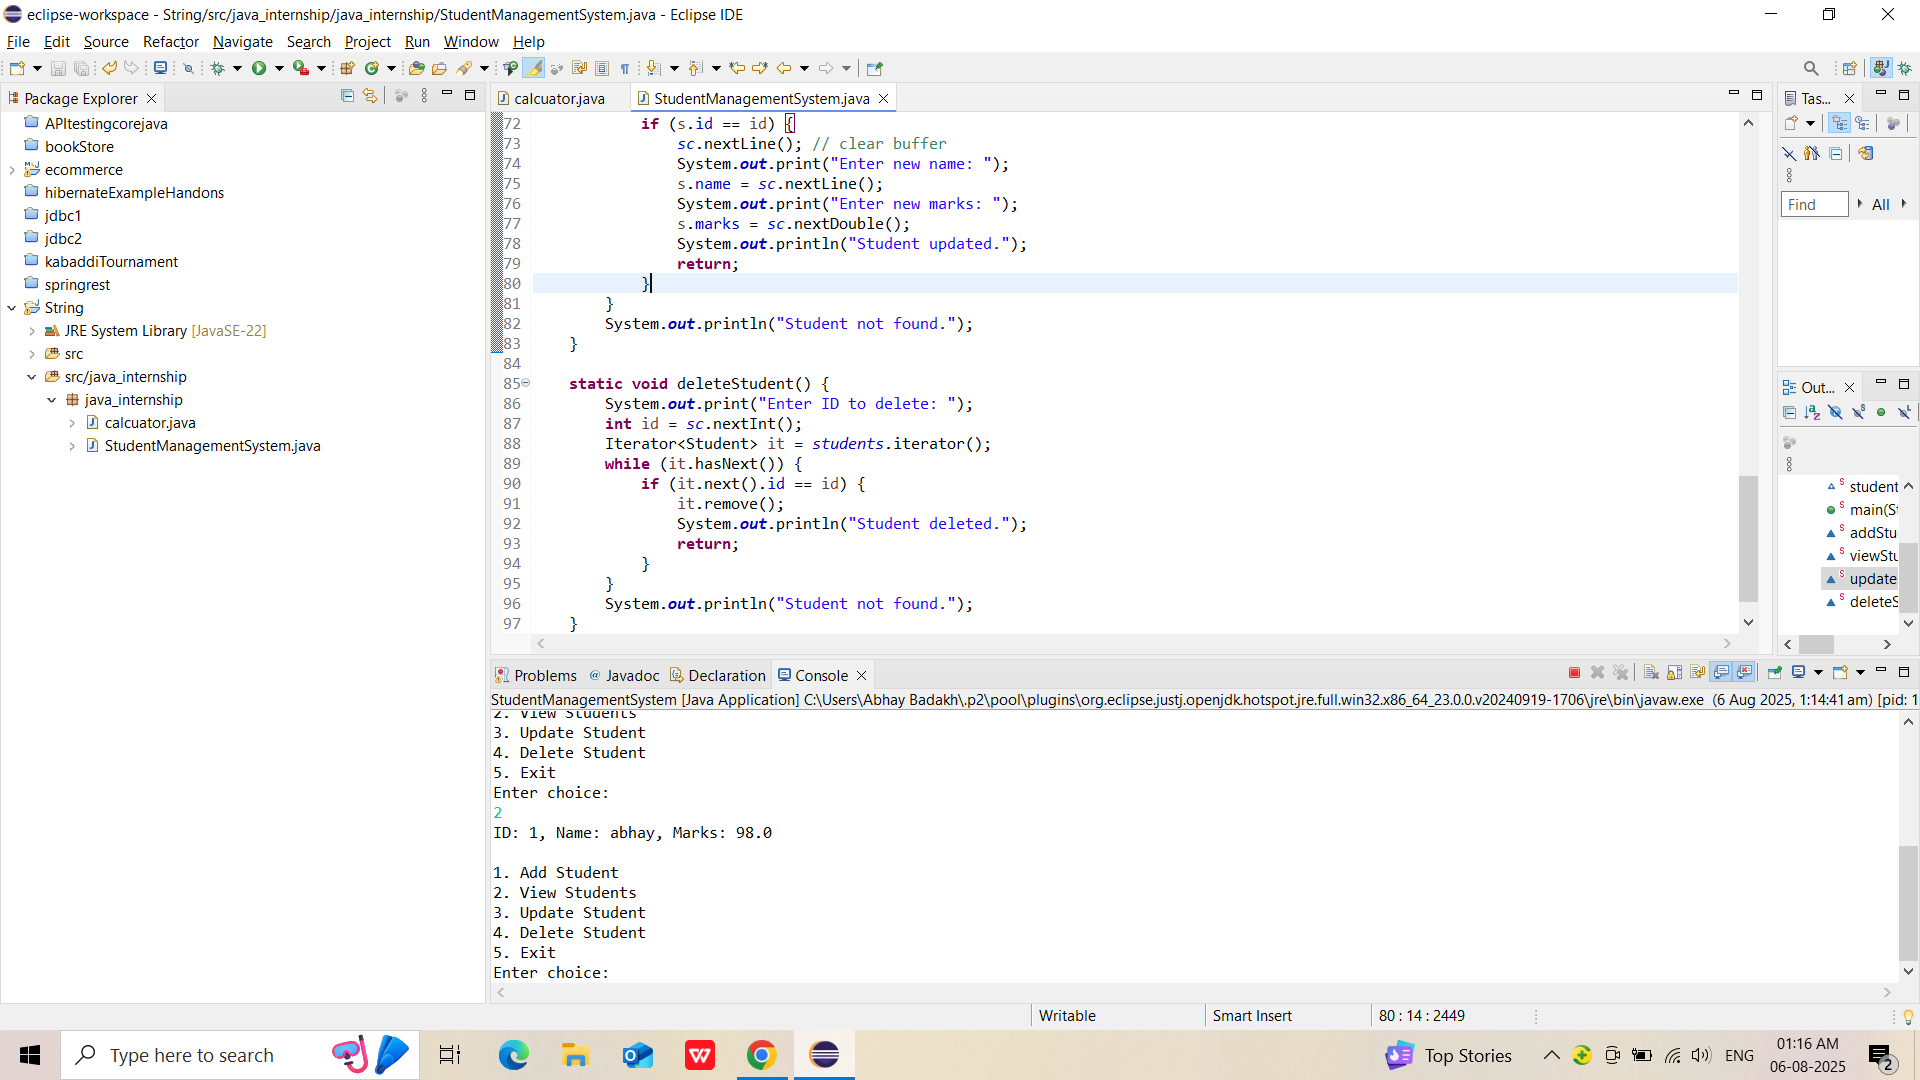 eclipse-workspace - String/src/java_internship/java_internship/StudentManagementSystem.java - Eclipse IDE
File Edit Source Refactor Navigate Search Project Run Window Help
Package Explorer
APItestingcorejava
bookStore
ecommerce
hibernateExampleHandons
jdbc1
jdbc2
kabaddiTournament
springrest
String
JRE System Library [JavaSE-22]
src
src/java_internship
java_internship
calcuator.java
StudentManagementSystem.java
calcuator.java StudentManagementSystem.java
72 if (s.id == id) {
73 sc.nextLine(); // clear buffer
74 System.out.print("Enter new name: ");
75 s.name = sc.nextLine();
76 System.out.print("Enter new marks: ");
77 s.marks = sc.nextDouble();
78 System.out.println("Student updated.");
79 return;
80 }
81 }
82 System.out.println("Student not found.");
83 }
84
85 static void deleteStudent() {
86 System.out.print("Enter ID to delete: ");
87 int id = sc.nextInt();
88 Iterator<Student> it = students.iterator();
89 while (it.hasNext()) {
90 if (it.next().id == id) {
91 it.remove();
92 System.out.println("Student deleted.");
93 return;
94 }
95 }
96 System.out.println("Student not found.");
97 }
Tas...
Find All
Out...
student
main(St
addStu
viewStu
update
deleteS
Problems @ Javadoc Declaration Console
StudentManagementSystem [Java Application] C:\Users\Abhay Badakh\.p2\pool\plugins\org.eclipse.justj.openjdk.hotspot.jre.full.win32.x86_64_23.0.0.v20240919-1706\jre\bin\javaw.exe (6 Aug 2025, 1:14:41 am) [pid: 1
2. View Students
3. Update Student
4. Delete Student
5. Exit
Enter choice:
2
ID: 1, Name: abhay, Marks: 98.0
1. Add Student
2. View Students
3. Update Student
4. Delete Student
5. Exit
Enter choice:
Writable Smart Insert 80 : 14 : 2449
Type here to search
Top Stories
ENG
01:16 AM
06-08-2025
2